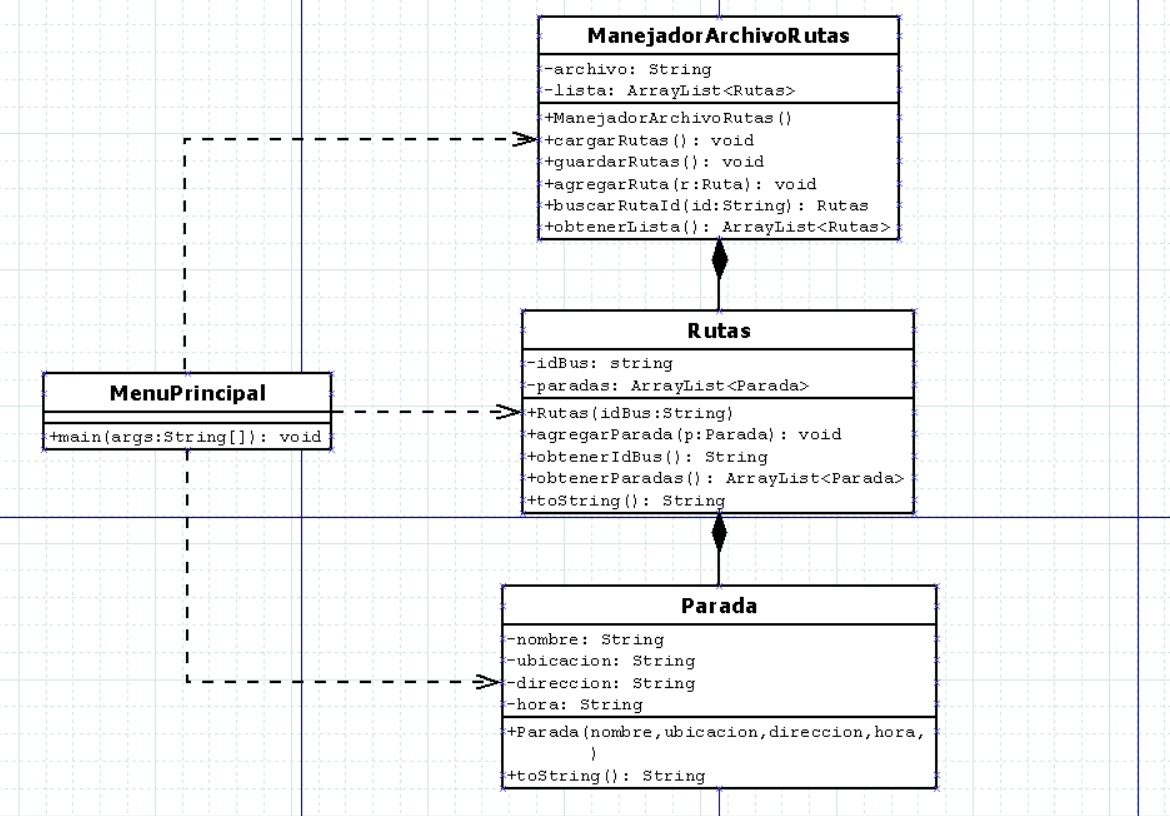 ManejadorArchivoRutas
-archivo: String
-lista: ArrayList<Rutas>
+ManejadorArchivoRutas()
+cargarRutas(): void
+guardarRutas(): void
+agregarRuta(r:Ruta): void
+buscarRutaId(id:String): Rutas
+obtenerLista(): ArrayList<Rutas>
Rutas
-idBus: string
-paradas: ArrayList<Parada>
+Rutas(idBus:String)
+agregarParada(p:Parada): void
+obtenerIdBus(): String
+obtenerParadas(): ArrayList<Parada>
+toString(): String
MenuPrincipal
+main(args:String[]): void
Parada
-nombre: String
-ubicacion: String
-direccion: String
-hora: String
+Parada(nombre,ubicacion,direccion,hora,
)
+toString(): String